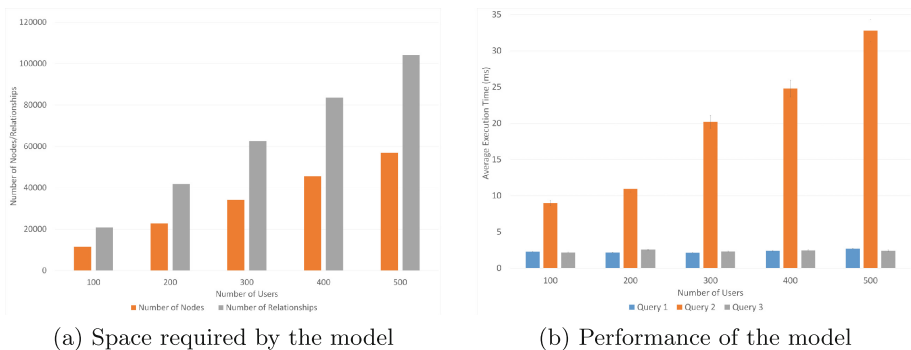 120000
100000
80000
60000
40000
20000
0
Number of Nodes/Relationships
100 200 300 400 500
Number of Users
Number of Nodes Number of Relationships
(a) Space required by the model
35
30
25
20
15
10
5
0
Average Execution Time (ms)
100 200 300 400 500
Number of Users
Query 1 Query 2 Query 3
(b) Performance of the model